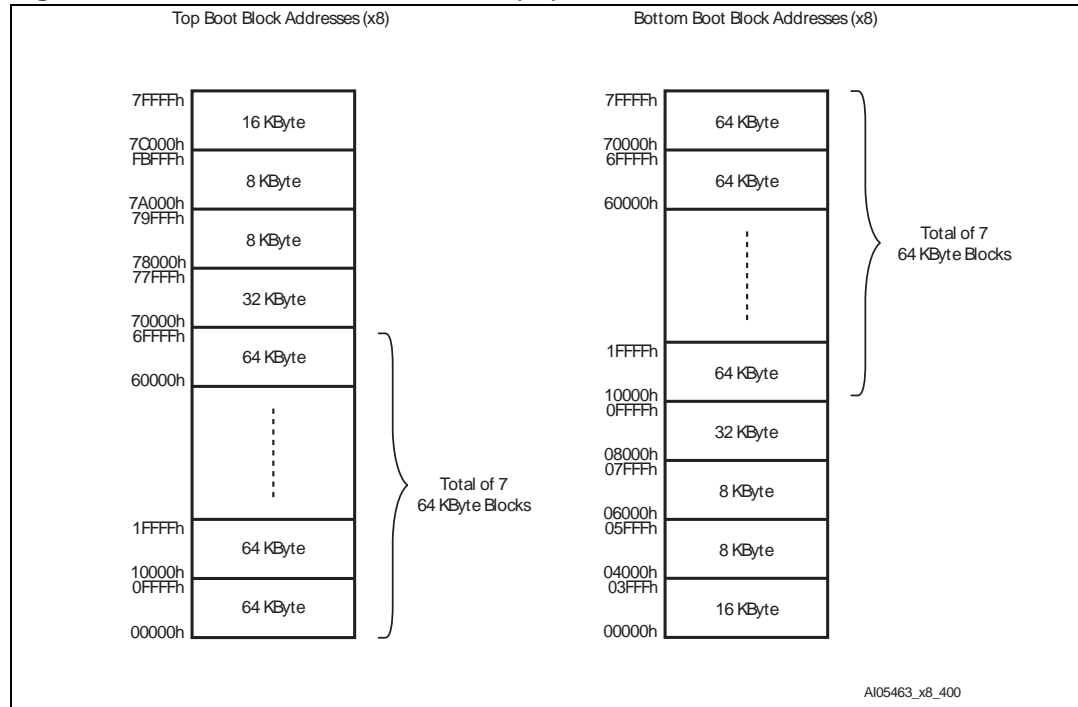 Top Boot Block Addresses (x8)
7FFFFh
16 KByte
7C000h
FBFFFh
8 KByte
7A000h
79FFFh
8 KByte
78000h
77FFFh
32 KByte
70000h
6FFFFh
64 KByte
60000h
Total of 7
64 KByte Blocks
1FFFFh
64 KByte
10000h
0FFFFh
64 KByte
00000h
Bottom Boot Block Addresses (x8)
7FFFFh
64 KByte
70000h
6FFFFh
64 KByte
60000h
Total of 7
64 KByte Blocks
1FFFFh
64 KByte
10000h
0FFFFh
32 KByte
08000h
07FFFh
8 KByte
06000h
05FFFh
8 KByte
04000h
03FFFh
16 KByte
00000h
AI05463_x8_400